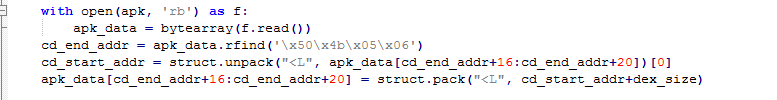 with open(apk, 'rb') as f:
    apk_data = bytearray(f.read())
cd_end_addr = apk_data.rfind('\x50\x4b\x05\x06')
cd_start_addr = struct.unpack("<L", apk_data[cd_end_addr+16:cd_end_addr+20])[0]
apk_data[cd_end_addr+16:cd_end_addr+20] = struct.pack("<L", cd_start_addr+dex_size)